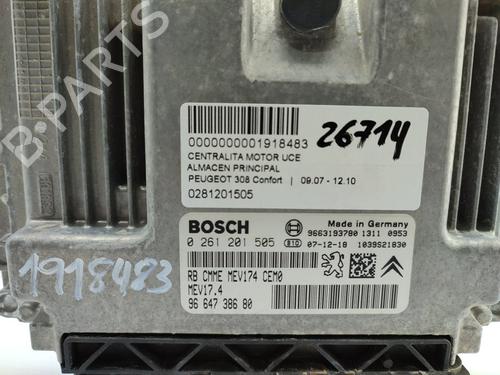 B-PARTS
0000000001918483
26714
CENTRALITA MOTOR UCE
ALMACEN PRINCIPAL
PEUGEOT 308 Confort | 09.07 - 12.10
0281201505
BOSCH
Made in Germany
9663193780 1311 0953
0 261 201 505 810 07-12-18 1039S21830
RB CMME MEV174 CEM0
MEV17.4
96 647 386 80
1918483